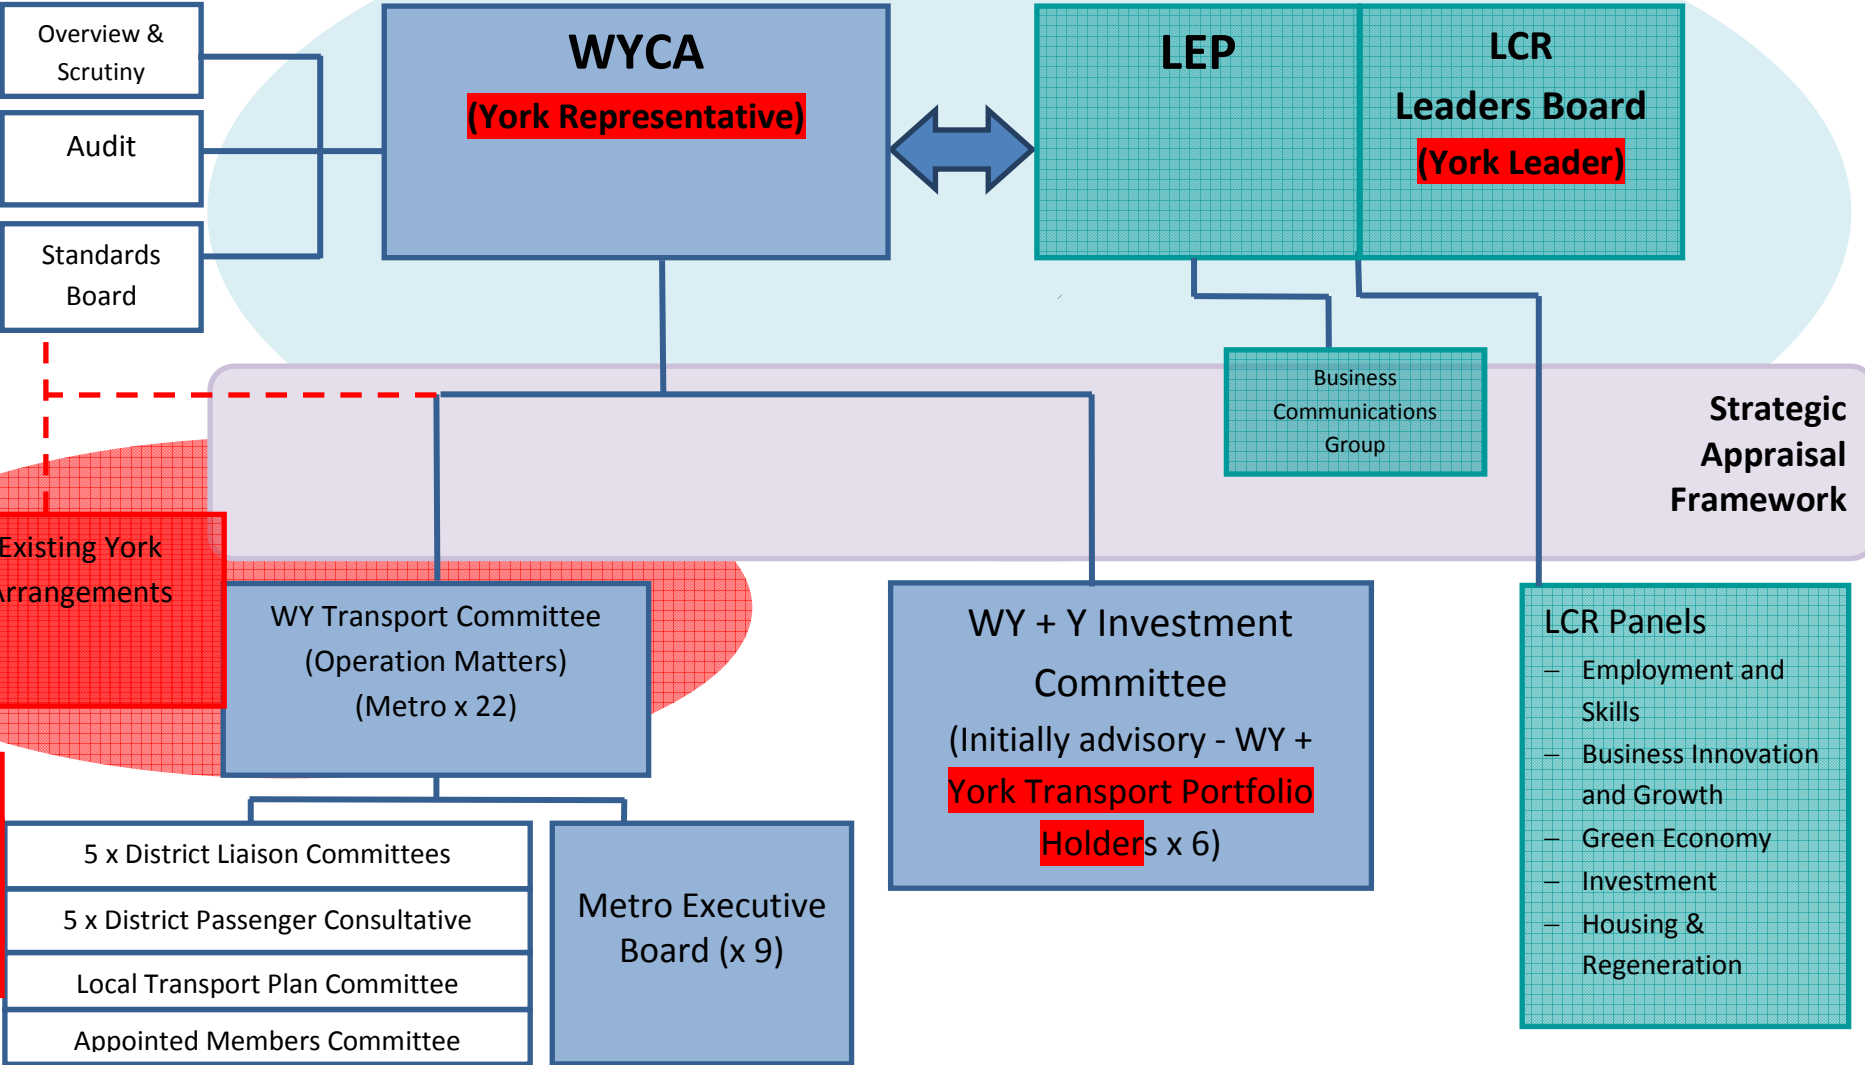 Overview &
Scrutiny
Audit
Standards
Board
WYCA
(York Representative)
LEP
LCR
Leaders Board
(York Leader)
Business
Communications
Group
Strategic
Appraisal
Framework
Existing York
Arrangements
WY Transport Committee
(Operation Matters)
(Metro x 22)
WY + Y Investment
Committee
(Initially advisory - WY +
York Transport Portfolio
Holders x 6)
LCR Panels
– Employment and
Skills
– Business Innovation
and Growth
– Green Economy
– Investment
– Housing &
Regeneration
5 x District Liaison Committees
5 x District Passenger Consultative
Local Transport Plan Committee
Appointed Members Committee
Metro Executive
Board (x 9)